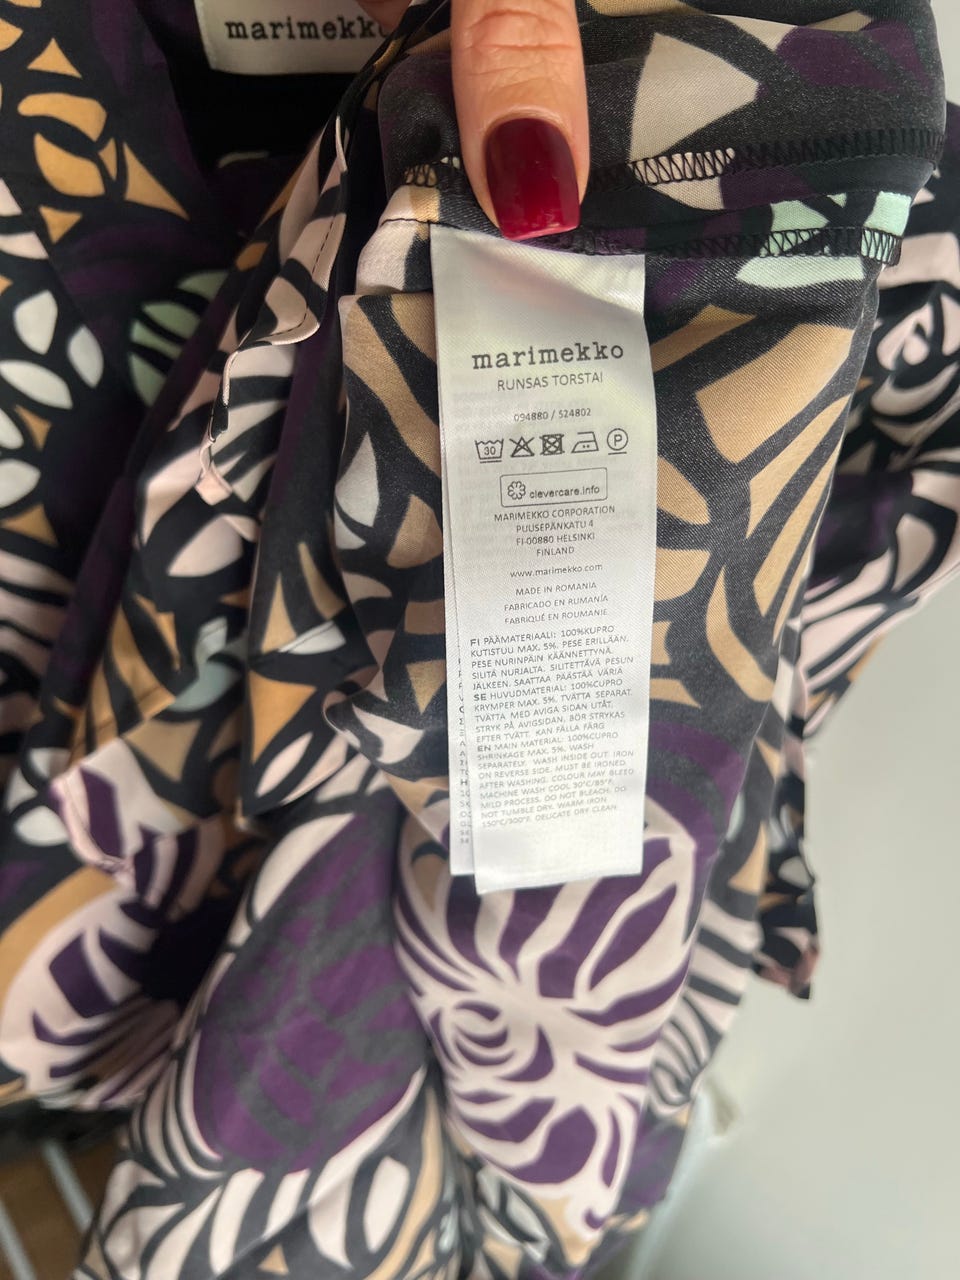 marimekko
marimekko
RUNSAS TORSTAI
094880 / 524802
30
P
clevercare.info
MARIMEKKO CORPORATION
PUUSEPÄNKATU 4
FI-00880 HELSINKI
FINLAND
www.marimekko.com
MADE IN ROMANIA
FABRICADO EN RUMANÍA
FABRIQUÉ EN ROUMANIE
FI PÄÄMATERIAALI: 100%KUPRO
KUTISTUU MAX. 5%. PESE ERILLÄÄN.
PESE NURINPÄIN KÄÄNNETTYNÄ.
SILITÄ NURJALTA. SILITETTÄVÄ PESUN
JÄLKEEN. SAATTAA PÄÄSTÄÄ VÄRIÄ
SE HUVUDMATERIAL: 100%CUPRO
KRYMPER MAX. 5%. TVÄTTA SEPARAT.
TVÄTTA MED AVIGA SIDAN UTÅT.
STRYK PÅ AVIGSIDAN. BÖR STRYKAS
EFTER TVÄTT. KAN FÄLLA FÄRG
EN MAIN MATERIAL: 100%CUPRO
SHRINKAGE MAX. 5%. WASH
SEPARATELY. WASH INSIDE OUT. IRON
ON REVERSE SIDE. MUST BE IRONED
AFTER WASHING. COLOUR MAY BLEED
MACHINE WASH COOL 30°C/85°F.
MILD PROCESS. DO NOT BLEACH. DO
NOT TUMBLE DRY. WARM IRON
150°C/300°F. DELICATE DRY CLEAN